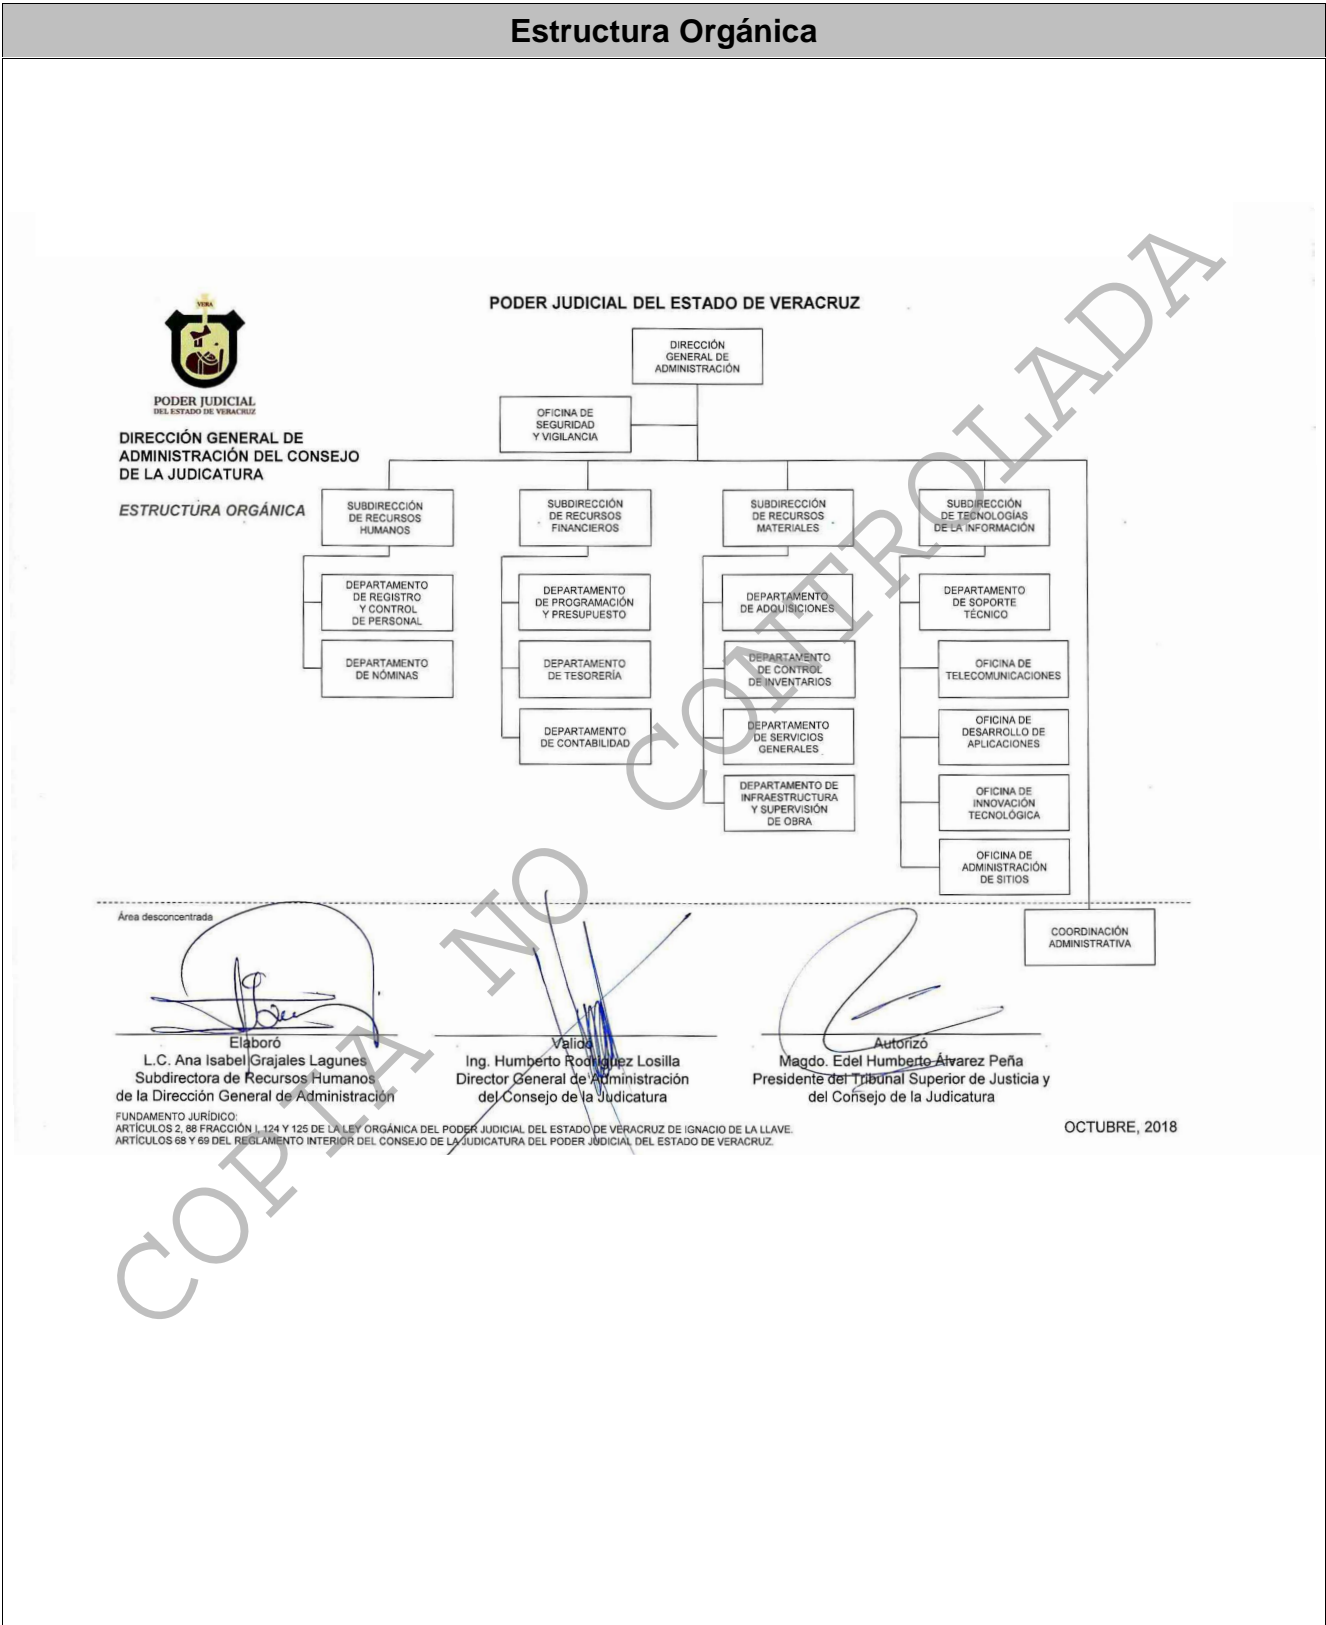 Estructura Orgánica
VERA
PODER JUDICIAL
DEL ESTADO DE VERACRUZ
DIRECCIÓN GENERAL DE
ADMINISTRACIÓN DEL CONSEJO
DE LA JUDICATURA
ESTRUCTURA ORGÁNICA
PODER JUDICIAL DEL ESTADO DE VERACRUZ
DIRECCIÓN
GENERAL DE
ADMINISTRACIÓN
OFICINA DE
SEGURIDAD
Y VIGILANCIA
SUBDIRECCIÓN
DE RECURSOS
HUMANOS
DEPARTAMENTO
DE REGISTRO
Y CONTROL
DE PERSONAL
DEPARTAMENTO
DE NÓMINAS
SUBDIRECCIÓN
DE RECURSOS
FINANCIEROS
DEPARTAMENTO
DE PROGRAMACIÓN
Y PRESUPUESTO
DEPARTAMENTO
DE TESORERÍA
DEPARTAMENTO
DE CONTABILIDAD
SUBDIRECCIÓN
DE RECURSOS
MATERIALES
DEPARTAMENTO
DE ADQUISICIONES
DEPARTAMENTO
DE CONTROL
DE INVENTARIOS
DEPARTAMENTO
DE SERVICIOS
GENERALES
DEPARTAMENTO DE
INFRAESTRUCTURA
Y SUPERVISIÓN
DE OBRA
SUBDIRECCIÓN
DE TECNOLOGÍAS
DE LA INFORMACIÓN
DEPARTAMENTO
DE SOPORTE
TÉCNICO
OFICINA DE
TELECOMUNICACIONES
OFICINA DE
DESARROLLO DE
APLICACIONES
OFICINA DE
INNOVACIÓN
TECNOLÓGICA
OFICINA DE
ADMINISTRACIÓN
DE SITIOS
Área desconcentrada
COORDINACIÓN
ADMINISTRATIVA
Elaboró
L.C. Ana Isabel Grajales Lagunes
Subdirectora de Recursos Humanos
de la Dirección General de Administración
Validó
Ing. Humberto Rodríguez Losilla
Director General de Administración
del Consejo de la Judicatura
Autorizó
Magdo. Edel Humberto Álvarez Peña
Presidente del Tribunal Superior de Justicia y
del Consejo de la Judicatura
FUNDAMENTO JURÍDICO:
ARTÍCULOS 2, 88 FRACCIÓN I, 124 Y 125 DE LA LEY ORGÁNICA DEL PODER JUDICIAL DEL ESTADO DE VERACRUZ DE IGNACIO DE LA LLAVE.
ARTÍCULOS 68 Y 69 DEL REGLAMENTO INTERIOR DEL CONSEJO DE LA JUDICATURA DEL PODER JUDICIAL DEL ESTADO DE VERACRUZ.
OCTUBRE, 2018
COPIA NO CONTROLADA